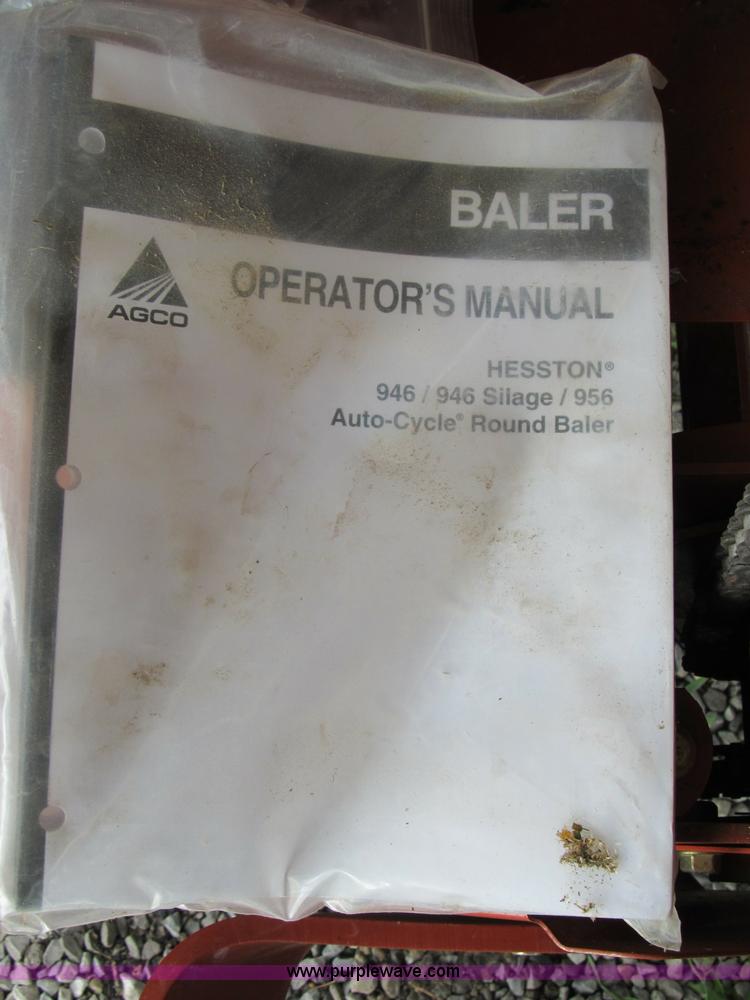 BALER
AGCO
OPERATOR'S MANUAL
HESSTON®
946 / 946 Silage / 956
Auto-Cycle® Round Baler
www.purplewave.com